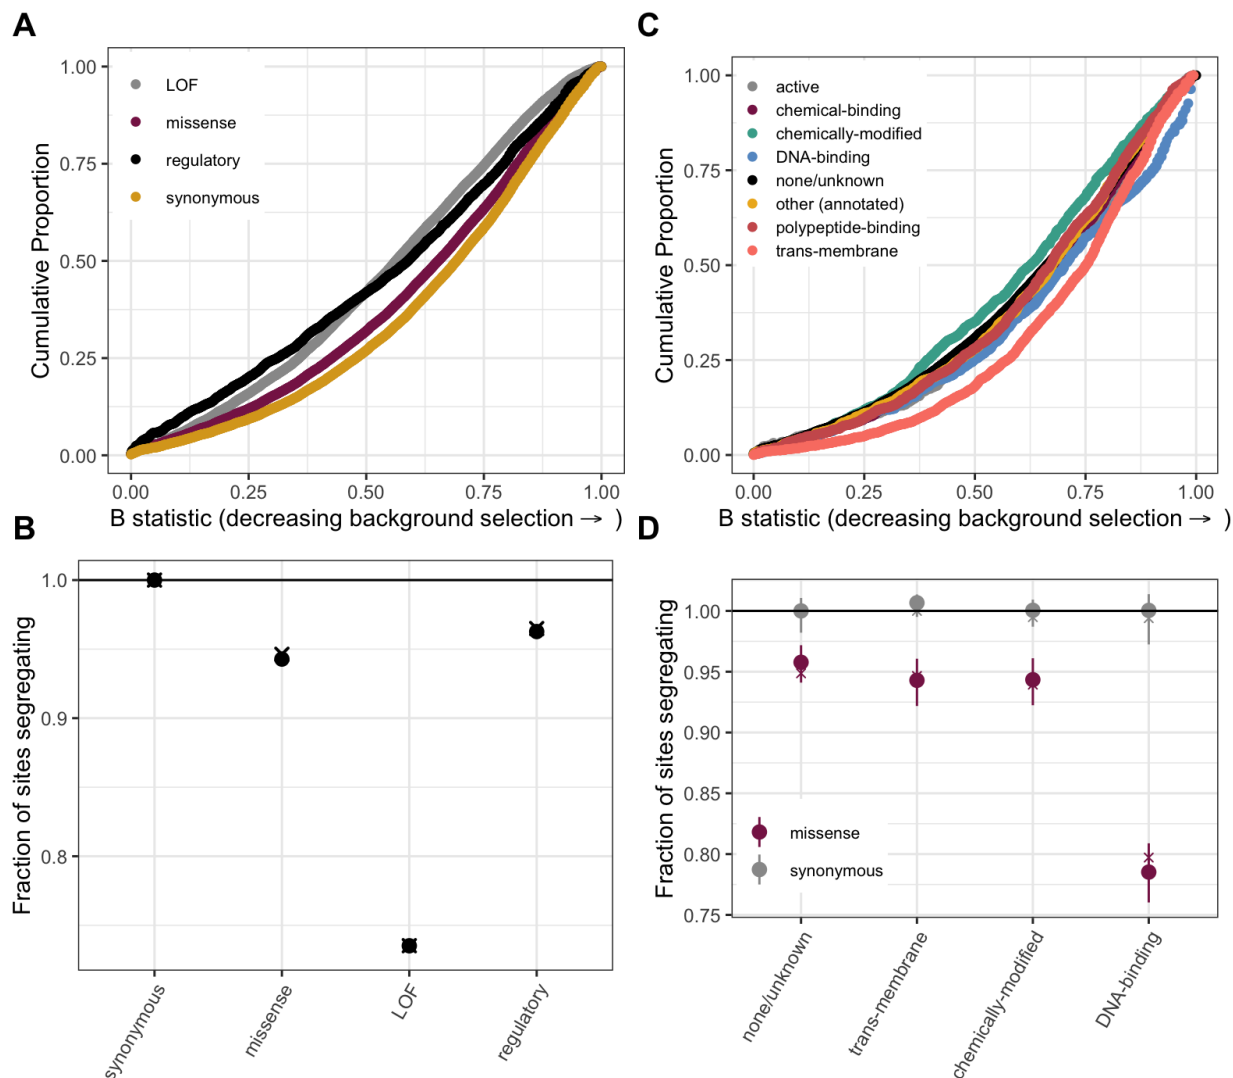 A
Cumulative Proportion
1.00
0.75
0.50
0.25
0.00
LOF
missense
regulatory
synonymous
0.00 0.25 0.50 0.75 1.00
B statistic (decreasing background selection → )
C
Cumulative Proportion
1.00
0.75
0.50
0.25
0.00
active
chemical-binding
chemically-modified
DNA-binding
none/unknown
other (annotated)
polypeptide-binding
trans-membrane
0.00 0.25 0.50 0.75 1.00
B statistic (decreasing background selection → )
B
Fraction of sites segregating
1.0
0.9
0.8
synonymous
missense
LOF
regulatory
D
Fraction of sites segregating
1.00
0.95
0.90
0.85
0.80
0.75
missense
synonymous
none/unknown
trans-membrane
chemically-modified
DNA-binding